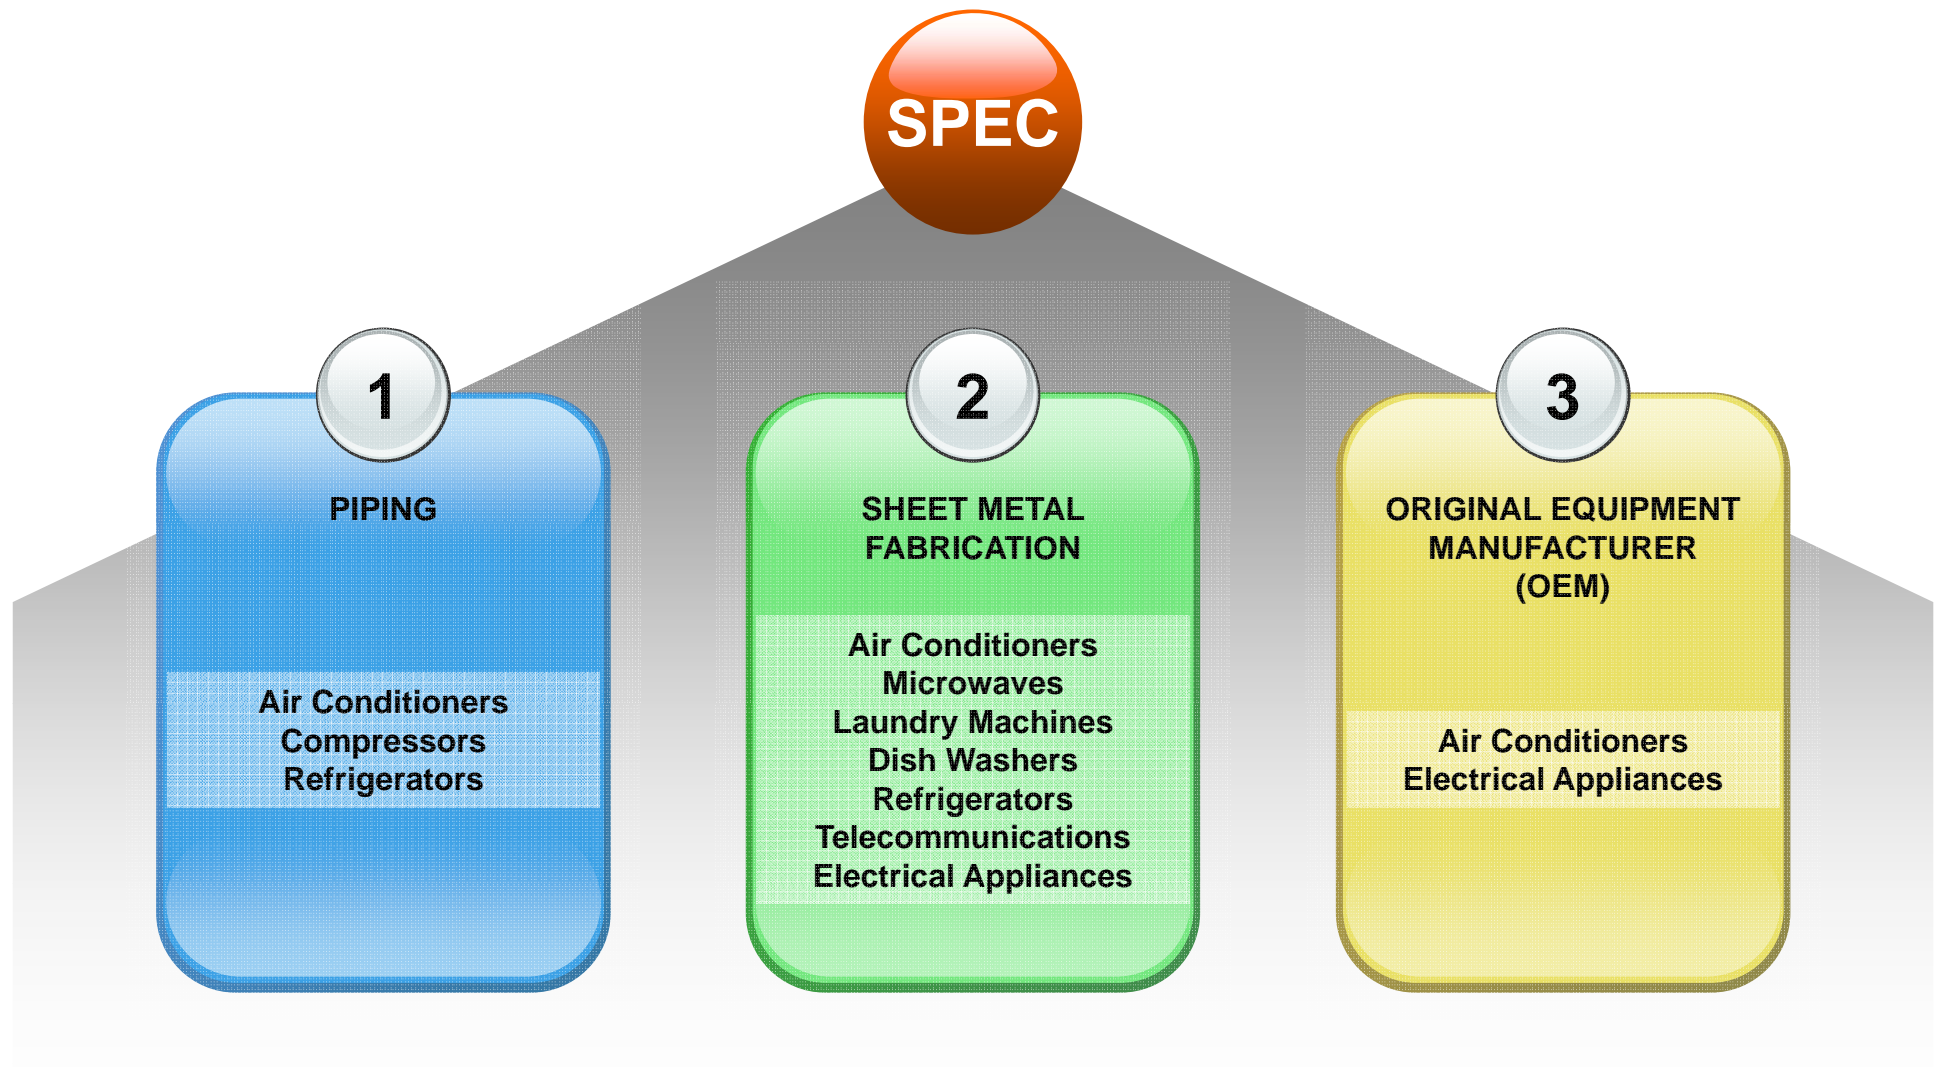 SPEC
1
PIPING
Air Conditioners
Compressors
Refrigerators
2
SHEET METAL
FABRICATION
Air Conditioners
Microwaves
Laundry Machines
Dish Washers
Refrigerators
Telecommunications
Electrical Appliances
3
ORIGINAL EQUIPMENT
MANUFACTURER
(OEM)
Air Conditioners
Electrical Appliances